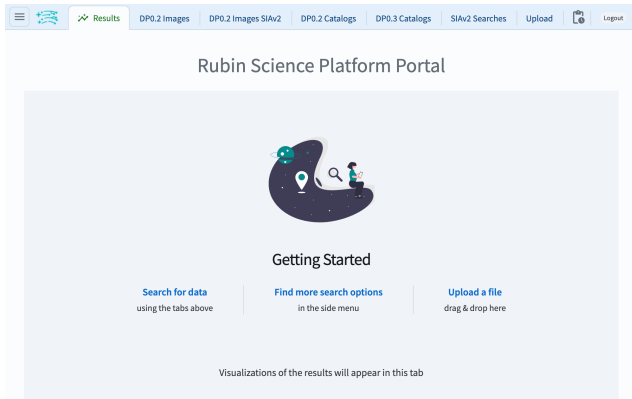 Results DP0.2 Images DP0.2 Images SIAv2 DP0.2 Catalogs DP0.3 Catalogs SIAv2 Searches Upload Logout
Rubin Science Platform Portal
Getting Started
Search for data Find more search options Upload a file
using the tabs above in the side menu drag & drop here
Visualizations of the results will appear in this tab